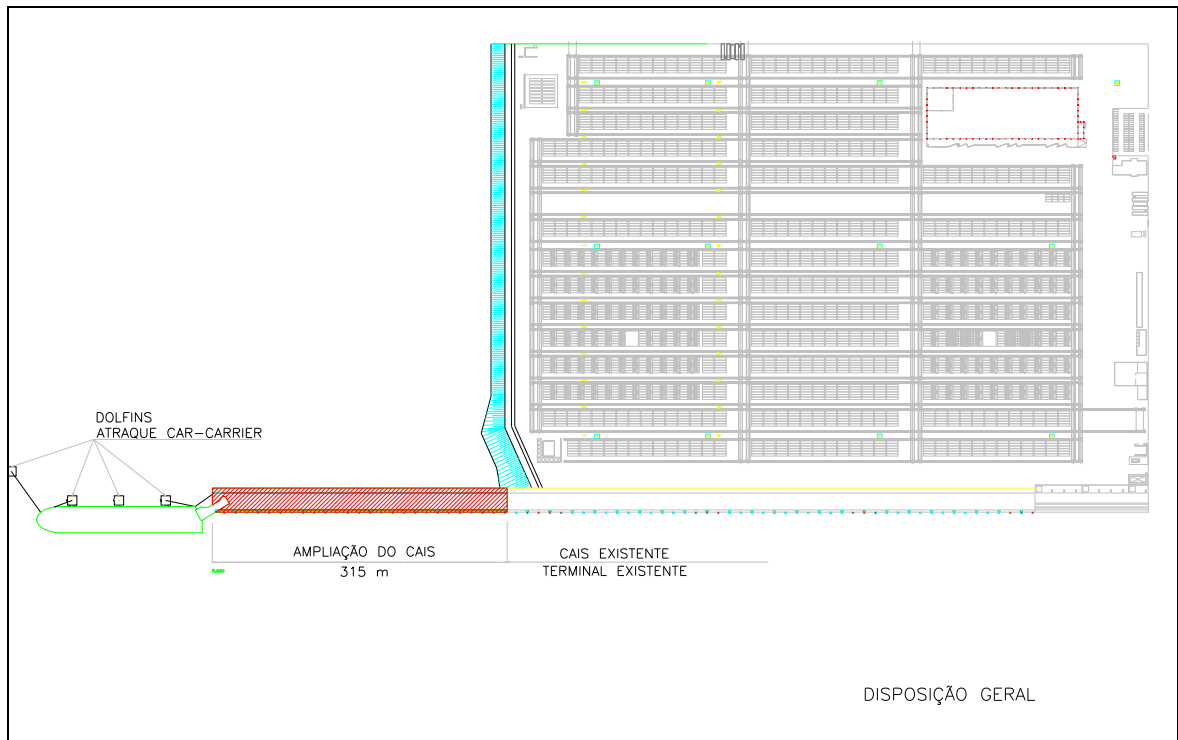 DOLFINS
ATRAQUE CAR-CARRIER
AMPLIAÇÃO DO CAIS
315 m
CAIS EXISTENTE
TERMINAL EXISTENTE
DISPOSIÇÃO GERAL